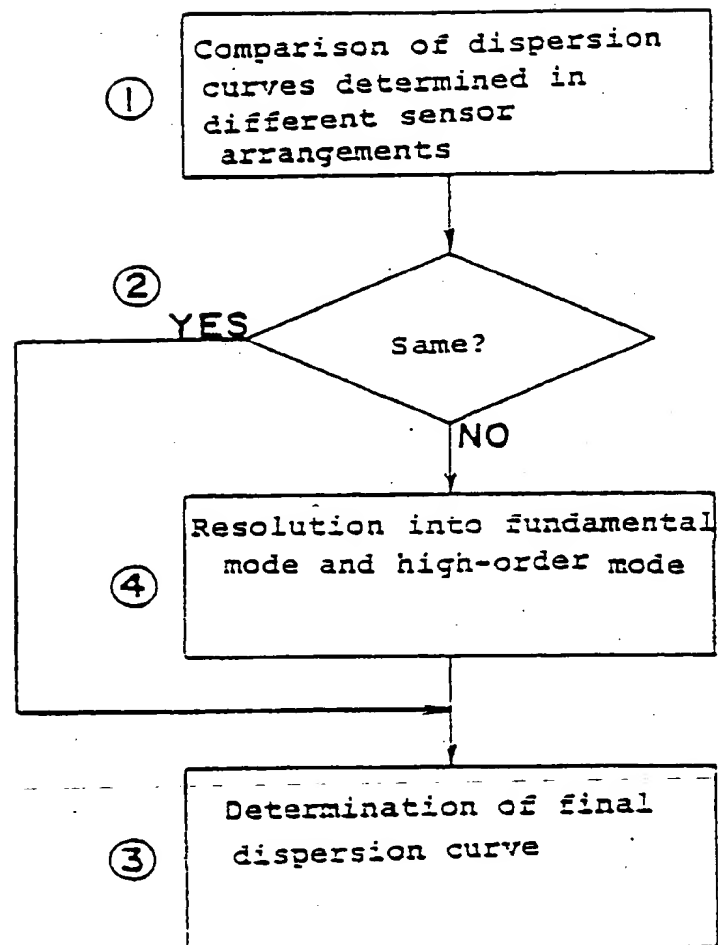 ①
Comparison of dispersion
curves determined in
different sensor
arrangements
②
YES
Same?
NO
④
Resolution into fundamental
mode and high-order mode
③
Determination of final
dispersion curve